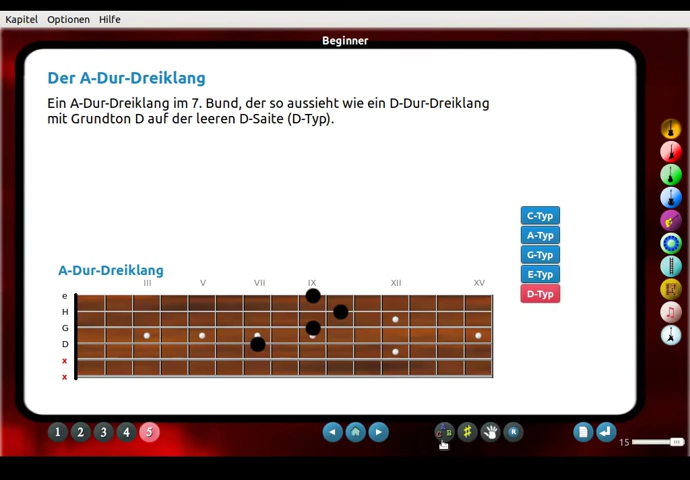 Kapitel Optionen Hilfe
Beginner
Der A-Dur-Dreiklang
Ein A-Dur-Dreiklang im 7. Bund, der so aussieht wie ein D-Dur-Dreiklang
mit Grundton D auf der leeren D-Saite (D-Typ).
C-Typ
A-Typ
G-Typ
E-Typ
D-Typ
A-Dur-Dreiklang
III V VII IX XII XV
e
H
G
D
x
x
1 2 3 4 5
R
15